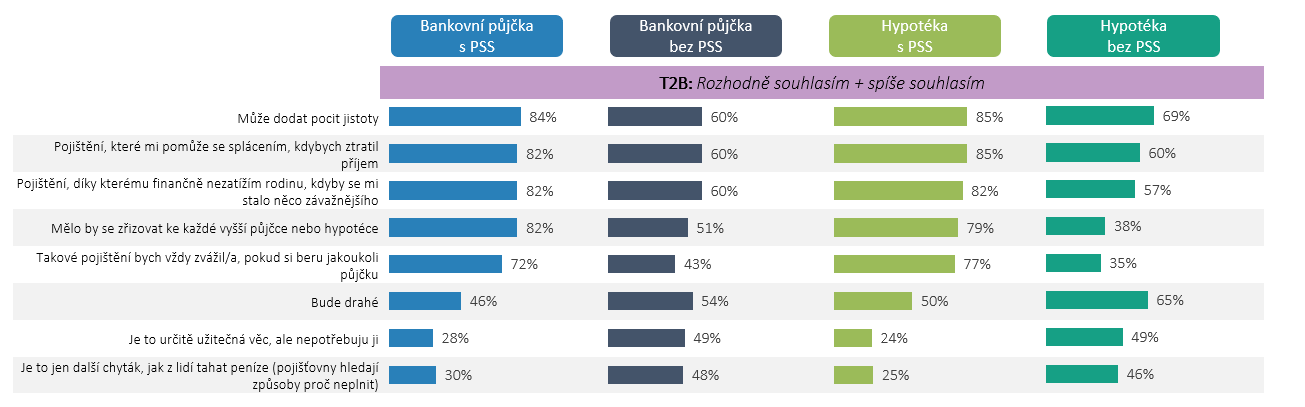 Bankovní půjčka
s PSS
Bankovní půjčka
bez PSS
Hypotéka
s PSS
Hypotéka
bez PSS
T2B: Rozhodně souhlasím + spíše souhlasím
Může dodat pocit jistoty
84%
60%
85%
69%
Pojištění, které mi pomůže se splácením, kdybych ztratil
příjem
82%
60%
85%
60%
Pojištění, díky kterému finančně nezatížím rodinu, kdyby se mi
stalo něco závažnějšího
82%
60%
82%
57%
Mělo by se zřizovat ke každé vyšší půjčce nebo hypotéce
82%
51%
79%
38%
Takové pojištění bych vždy zvážil/a, pokud si beru jakoukoli
půjčku
72%
43%
77%
35%
Bude drahé
46%
54%
50%
65%
Je to určitě užitečná věc, ale nepotřebuju ji
28%
49%
24%
49%
Je to jen další chyták, jak z lidí tahat peníze (pojišťovny hledají
způsoby proč neplnit)
30%
48%
25%
46%